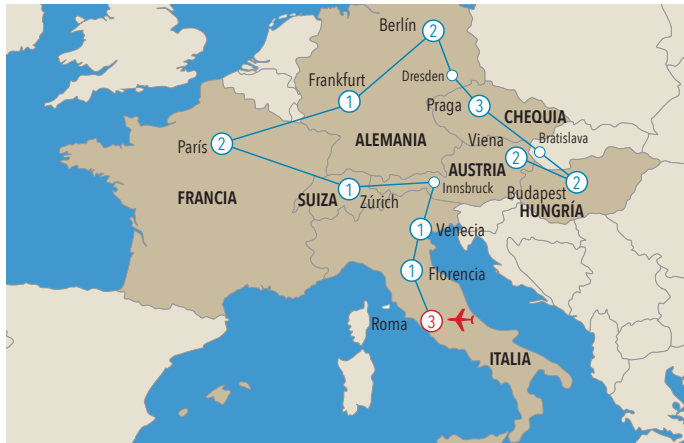 Berlín
2
Dresden
Frankfurt
1
Praga
3
CHEQUIA
París
2
ALEMANIA
Viena
2
Bratislava
AUSTRIA
Innsbruck
Budapest
2
HUNGRÍA
FRANCIA
SUIZA
1
Zúrich
1
Venecia
1
Florencia
Roma
3
ITALIA